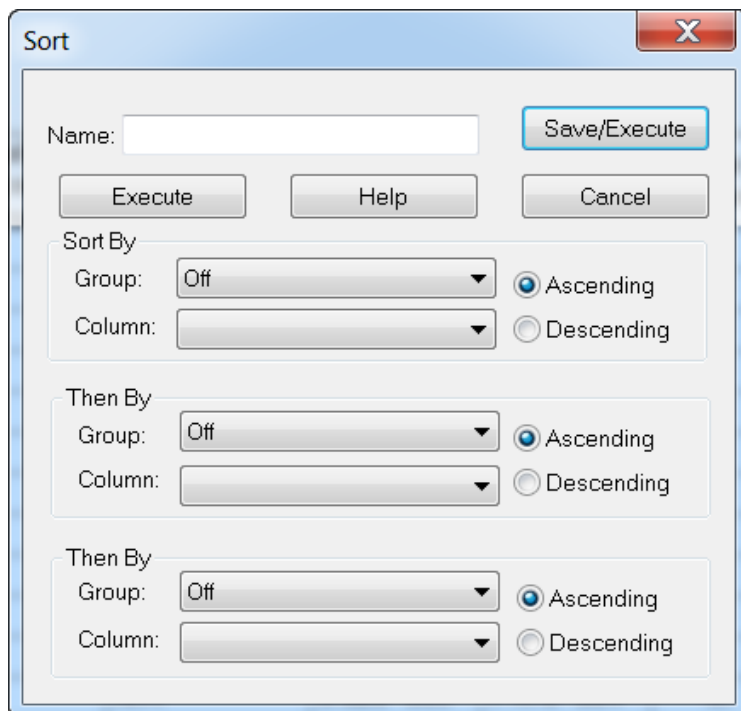 Sort
Name:
Save/Execute
Execute
Help
Cancel
Sort By
Group: Off
Ascending
Column:
Descending
Then By
Group: Off
Ascending
Column:
Descending
Then By
Group: Off
Ascending
Column:
Descending